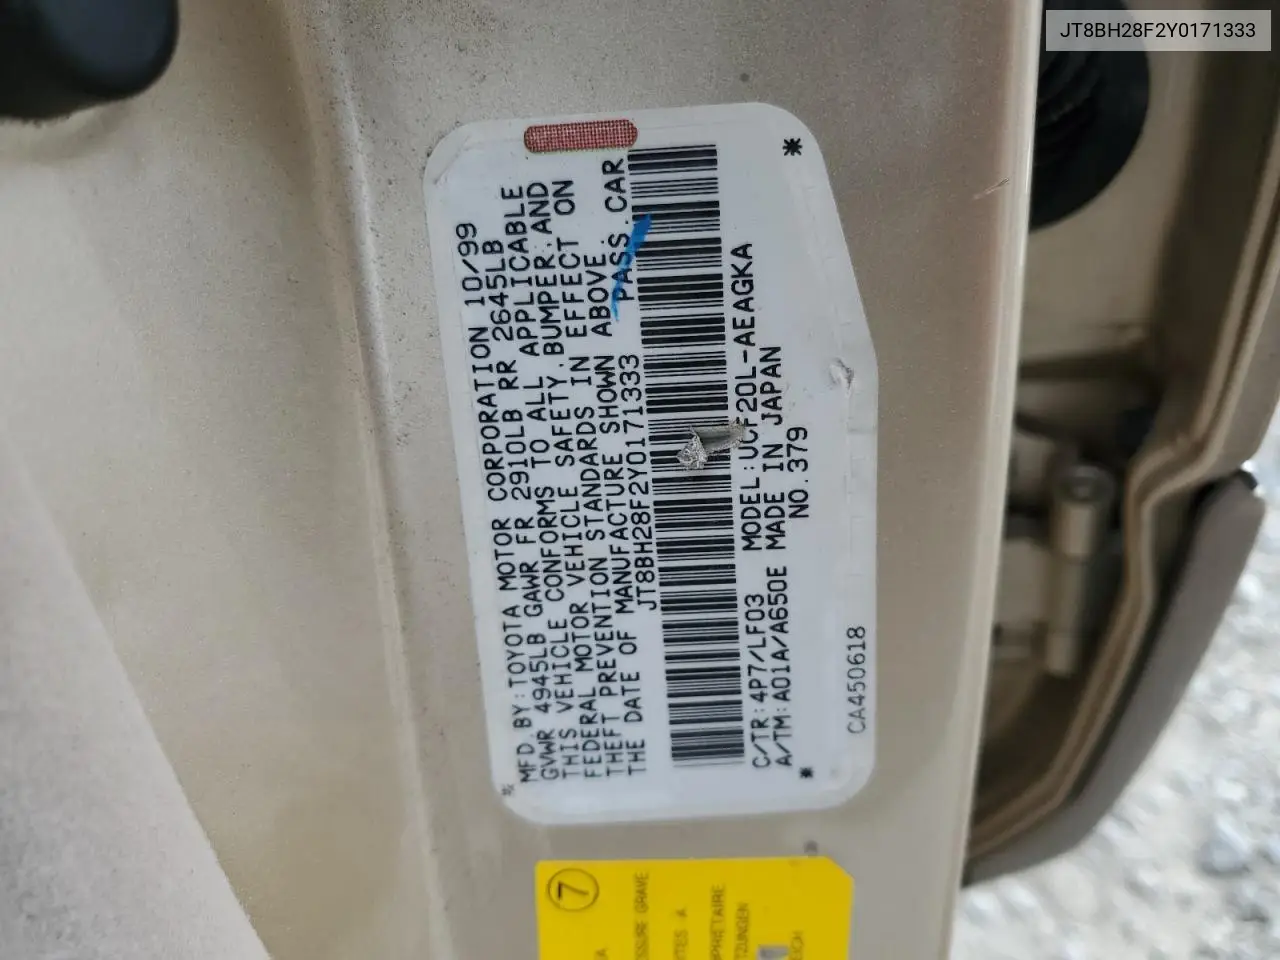 JT8BH28F2Y0171333
MFD. BY: TOYOTA MOTOR CORPORATION 10/99
GVWR 4945LB GAWR FR 2910LB RR 2645LB
THIS VEHICLE CONFORMS TO ALL APPLICABLE
FEDERAL MOTOR VEHICLE SAFETY, BUMPER, AND
THEFT PREVENTION STANDARDS IN EFFECT ON
THE DATE OF MANUFACTURE SHOWN ABOVE.
JT8BH28F2Y0171333 PASS. CAR
C/TR: 4P7/LF03 MODEL: UCF20L-AEAGKA
A/TM: A01A/A650E MADE IN JAPAN
NO. 379
CA450618
7